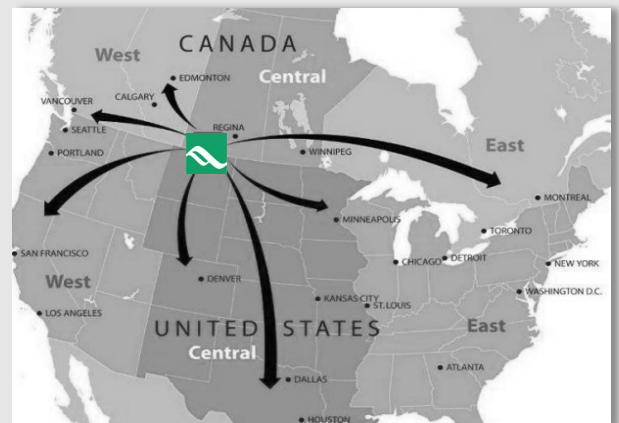 CANADA
West
Central
EDMONTON
VANCOUVER
CALGARY
SEATTLE
REGINA
WINNIPEG
PORTLAND
East
MONTREAL
MINNEAPOLIS
TORONTO
SAN FRANCISCO
CHICAGO
DETROIT
NEW YORK
West
DENVER
WASHINGTON D.C.
KANSAS CITY
ST.LOUIS
LOS ANGELES
UNITED STATES
East
Central
ATLANTA
DALLAS
HOUSTON